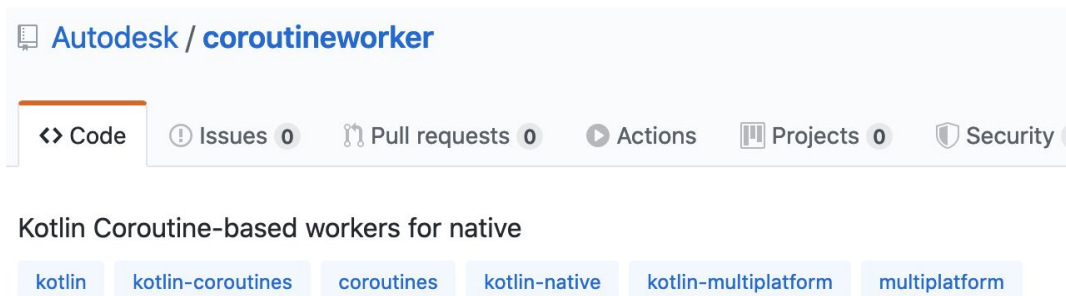 Autodesk / coroutineworker
<> Code Issues 0 Pull requests 0 Actions Projects 0 Security
Kotlin Coroutine-based workers for native
kotlin kotlin-coroutines coroutines kotlin-native kotlin-multiplatform multiplatform